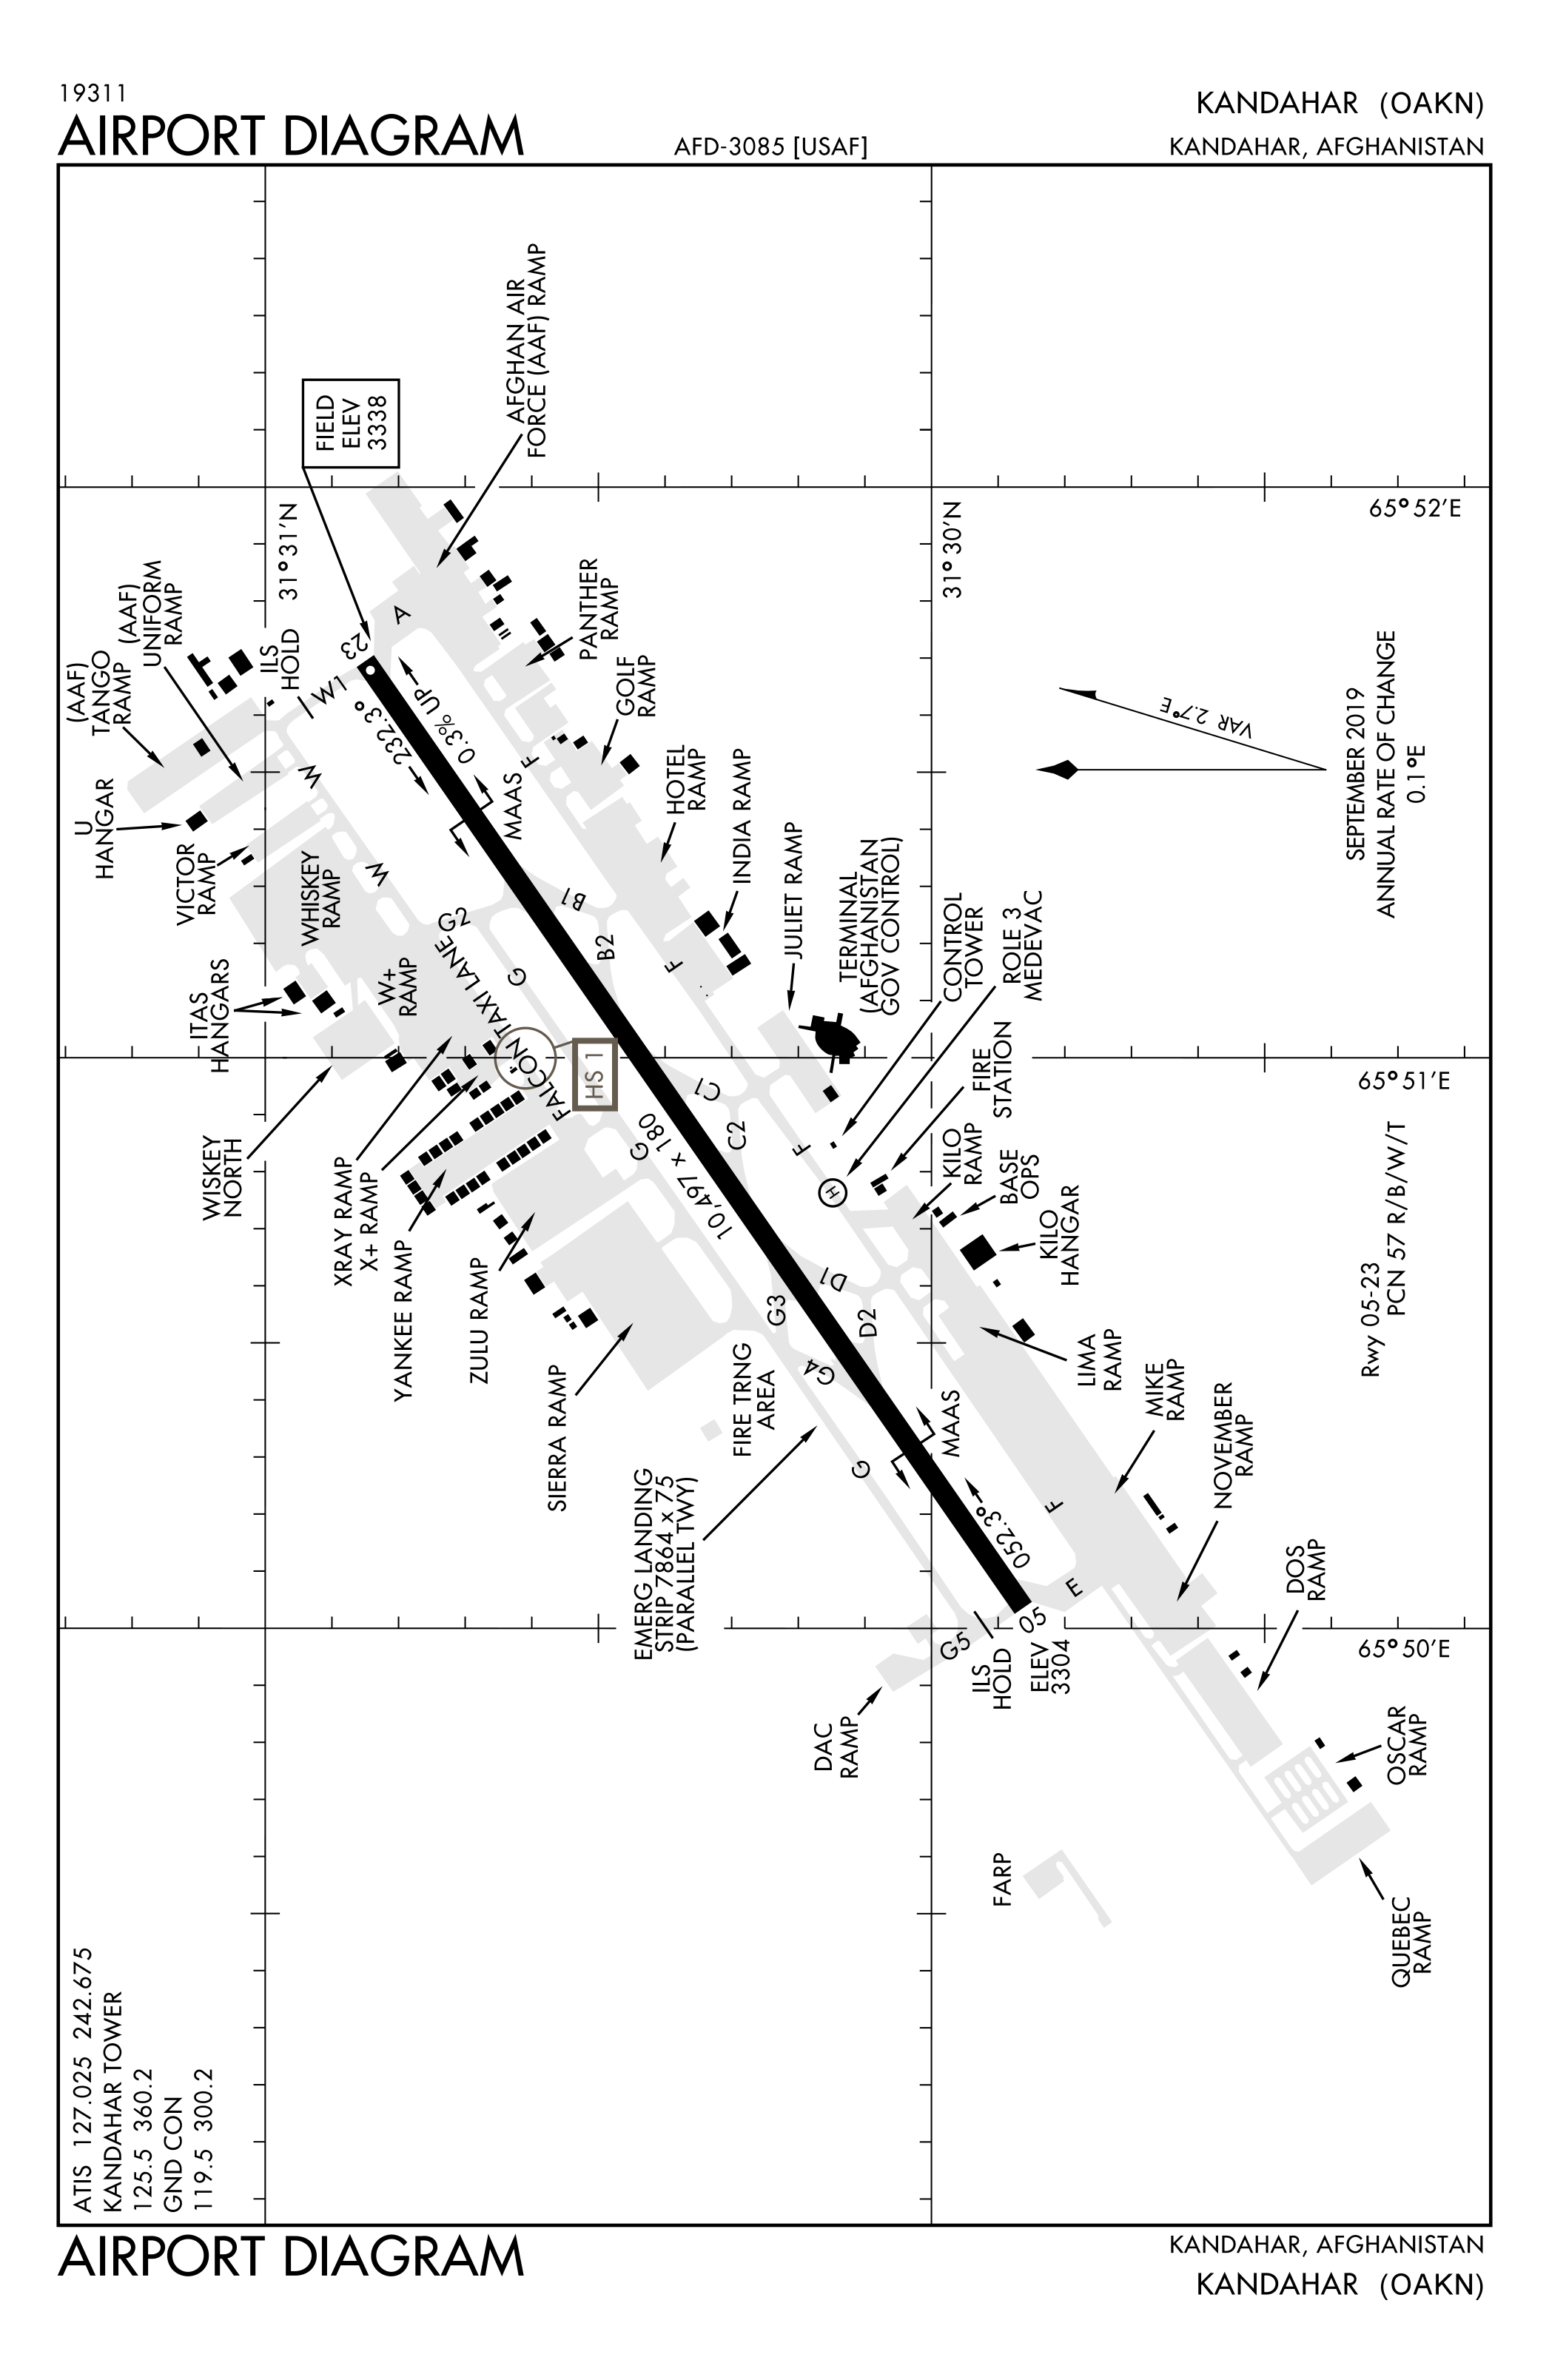 19311
AIRPORT DIAGRAM
AFD-3085 [USAF]
KANDAHAR (OAKN)
KANDAHAR, AFGHANISTAN
FIELD
ELEV
3338
AFGHAN AIR
FORCE (AAF) RAMP
65°52'E
31°31'N
31°30'N
(AAF)
UNIFORM
RAMP
(AAF)
TANGO
RAMP
ILS
HOLD
W1
23
A
PANTHER
RAMP
GOLF
RAMP
232.3°
0.3% UP
VAR 2.7°E
SEPTEMBER 2019
ANNUAL RATE OF CHANGE
0.1°E
U
HANGAR
W
MAAS
F
HOTEL
RAMP
INDIA RAMP
VICTOR
RAMP
WHISKEY
RAMP
W
G2
B1
JULIET RAMP
TERMINAL
(AFGHANISTAN
GOV CONTROL)
CONTROL
TOWER
ROLE 3
MEDEVAC
ITAS
HANGARS
W+
RAMP
FALCON TAXI LANE
G
B2
F
HS 1
FIRE
STATION
65°51'E
C1
C2
WISKEY
NORTH
XRAY RAMP
X+ RAMP
YANKEE RAMP
ZULU RAMP
G
10,497 x 180
F
H
KILO
RAMP
BASE
OPS
KILO
HANGAR
D1
D2
G3
G4
SIERRA RAMP
FIRE TRNG
AREA
LIMA
RAMP
MIKE
RAMP
NOVEMBER
RAMP
Rwy 05-23
PCN 57 R/B/W/T
EMERG LANDING
STRIP 7864 x 75
(PARALLEL TWY)
G
MAAS
F
052.3°
E
05
G5
ILS
HOLD
ELEV
3304
DOS
RAMP
65°50'E
DAC
RAMP
OSCAR
RAMP
FARP
QUEBEC
RAMP
ATIS 127.025 242.675
KANDAHAR TOWER
125.5 360.2
GND CON
119.5 300.2
AIRPORT DIAGRAM
KANDAHAR, AFGHANISTAN
KANDAHAR (OAKN)